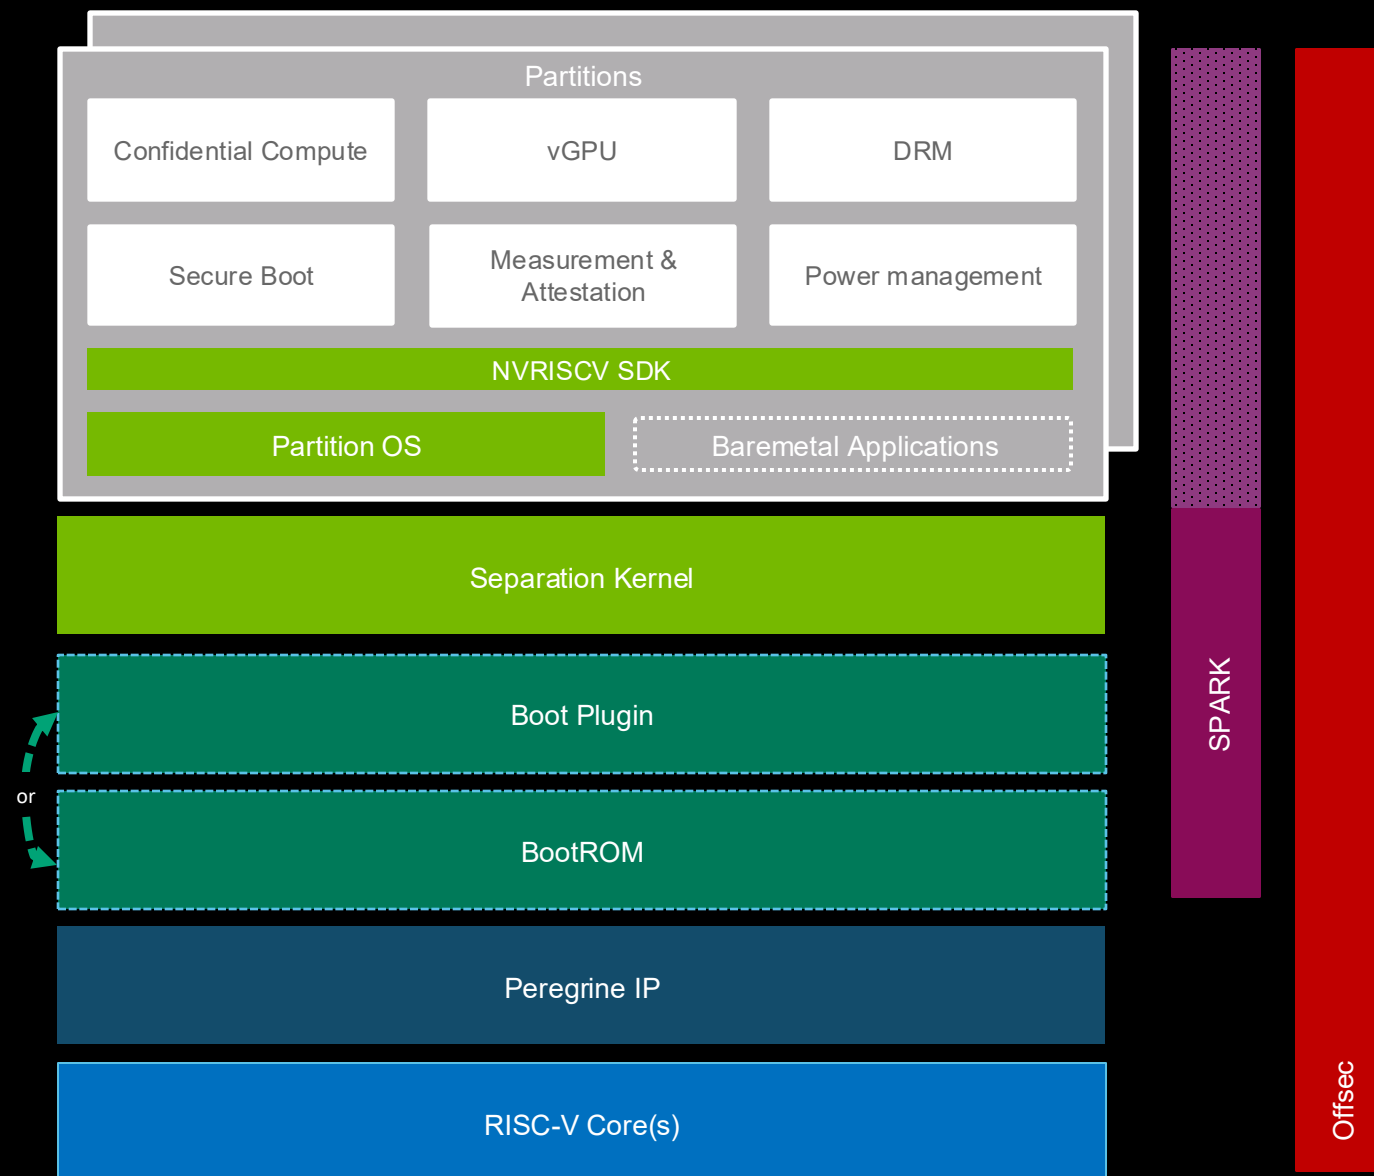 Partitions
Confidential Compute
vGPU
DRM
Secure Boot
Measurement &
Attestation
Power management
NVRISCV SDK
Partition OS
Baremetal Applications
Separation Kernel
Boot Plugin
or
BootROM
Peregrine IP
RISC-V Core(s)
SPARK
Offsec